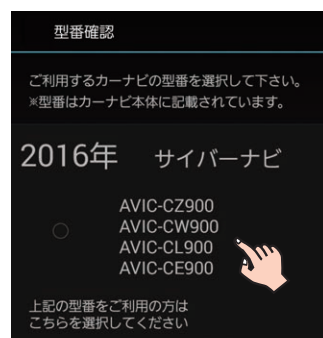 型番確認
ご利用するカーナビの型番を選択して下さい。
※型番はカーナビ本体に記載されています。
2016年 サイバーナビ
AVIC-CZ900
AVIC-CW900
AVIC-CL900
AVIC-CE900
上記の型番をご利用の方は
こちらを選択してください